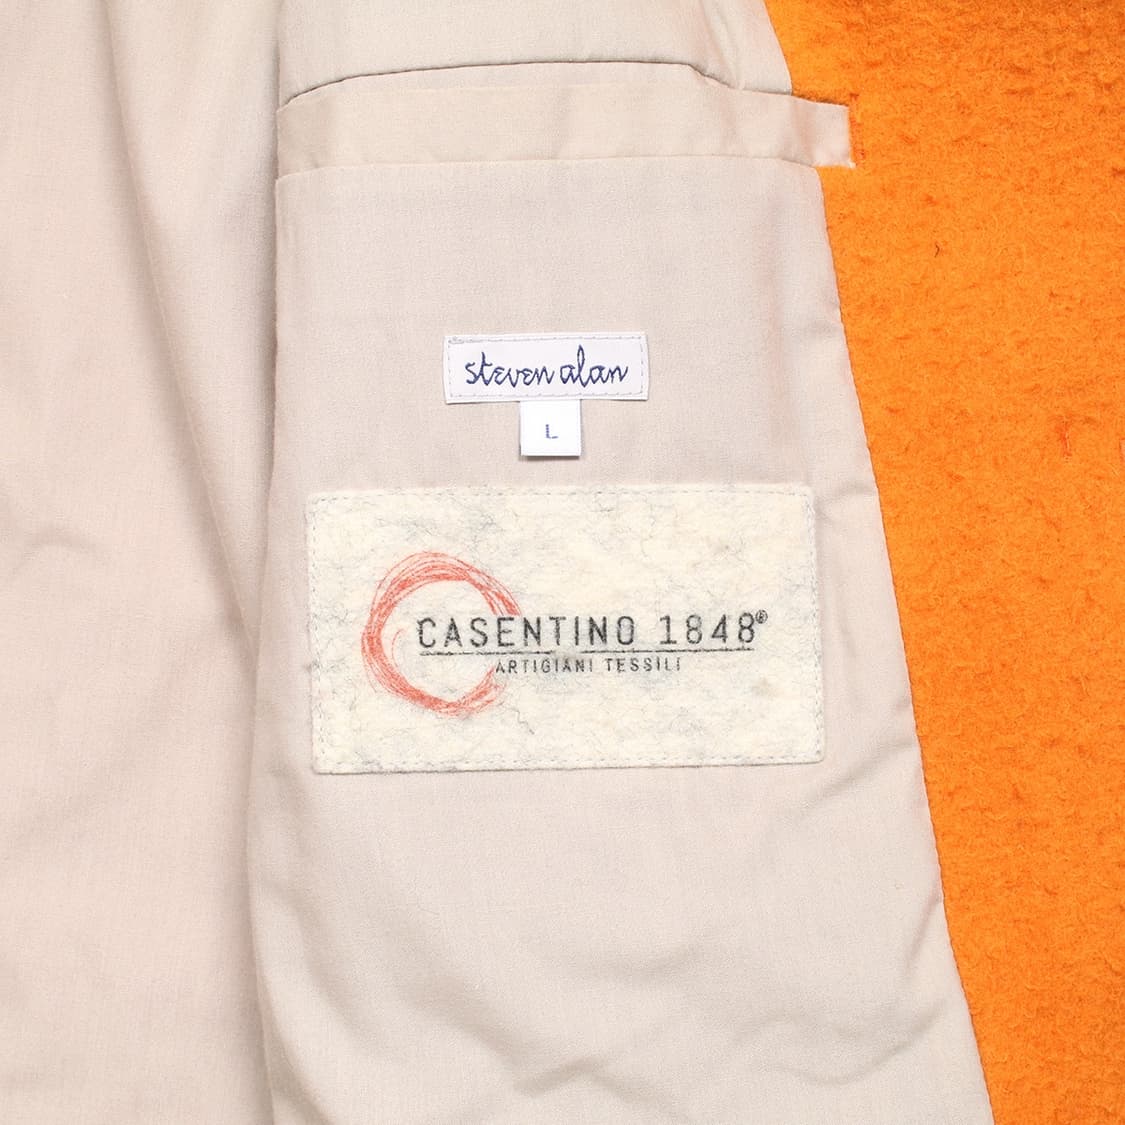 steven alan
L
CASENTINO 1848®
ARTIGIANI TESSILI